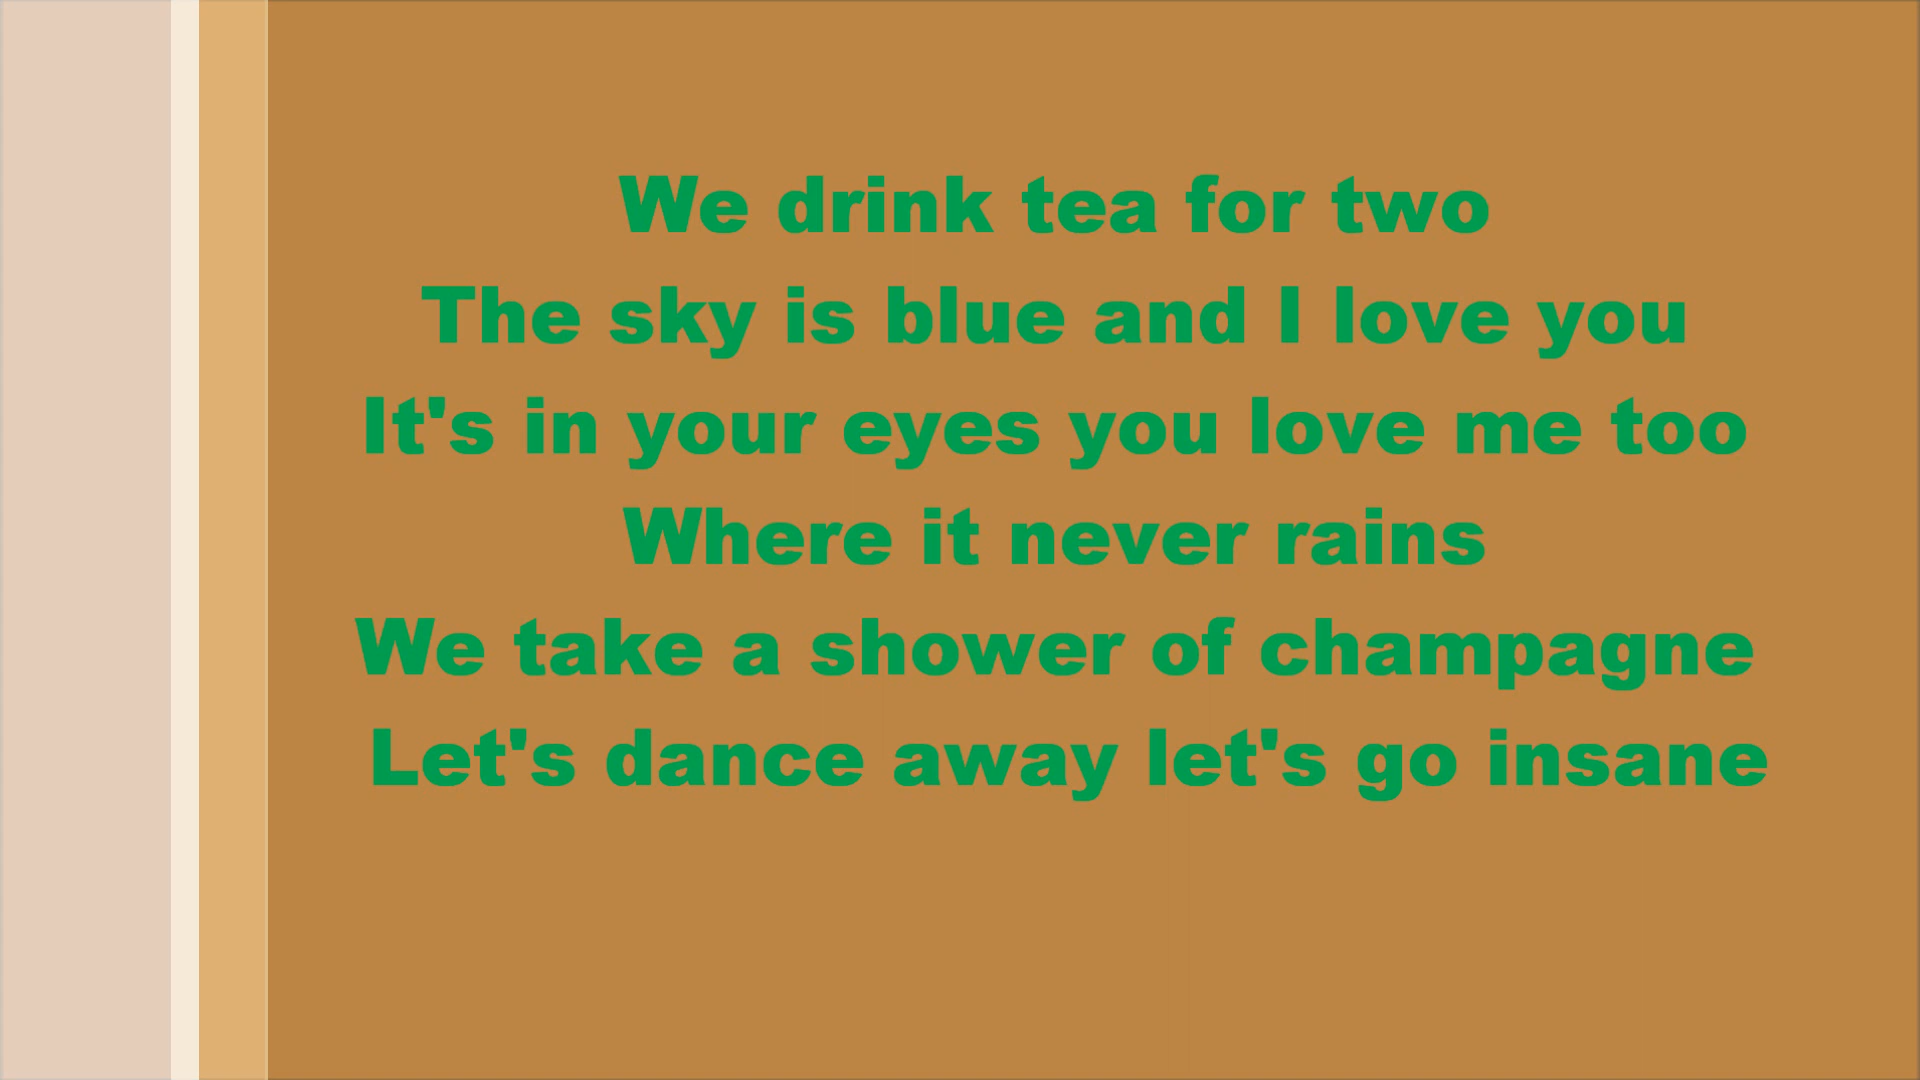 We drink tea for two
The sky is blue and I love you
It's in your eyes you love me too
Where it never rains
We take a shower of champagne
Let's dance away let's go insane